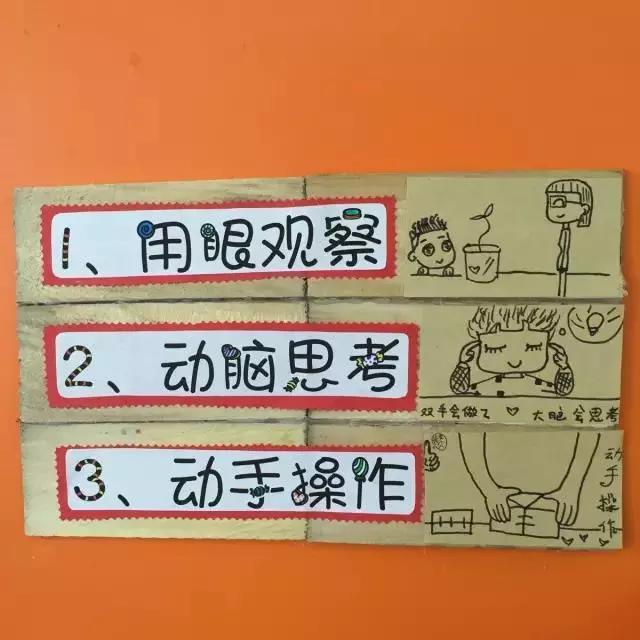 1、用眼观察
2、动脑思考
双手会做了 大脑会思考
3、动手操作
动手操作